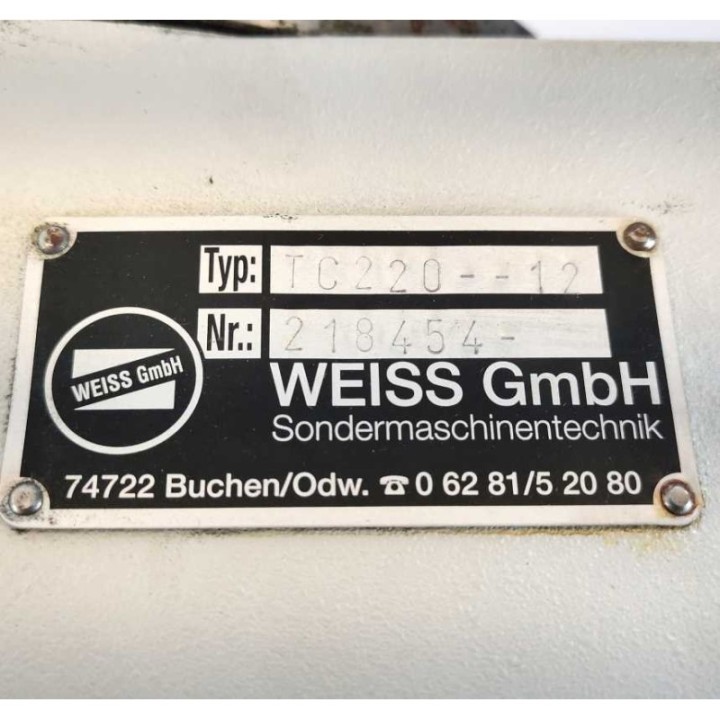 Typ: TC220--12
Nr.: 218454-
WEISS GmbH
WEISS GmbH
Sondermaschinentechnik
74722 Buchen/Odw. ☎ 0 62 81/5 20 80